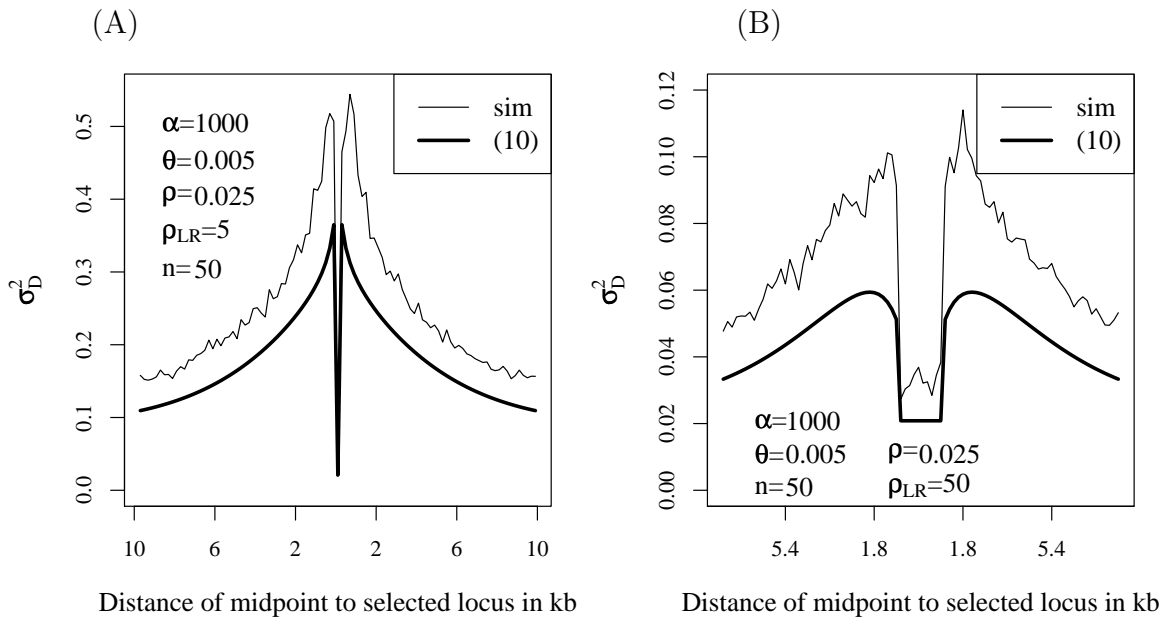 (A)
sim
(10)
α=1000
θ=0.005
ρ=0.025
ρLR=5
n=50
σ²D
0.5
0.4
0.3
0.2
0.1
0.0
10 6 2 2 6 10
Distance of midpoint to selected locus in kb
(B)
sim
(10)
σ²D
0.12
0.10
0.08
0.06
0.04
0.02
0.00
α=1000
θ=0.005 ρ=0.025
n=50 ρLR=50
5.4 1.8 1.8 5.4
Distance of midpoint to selected locus in kb